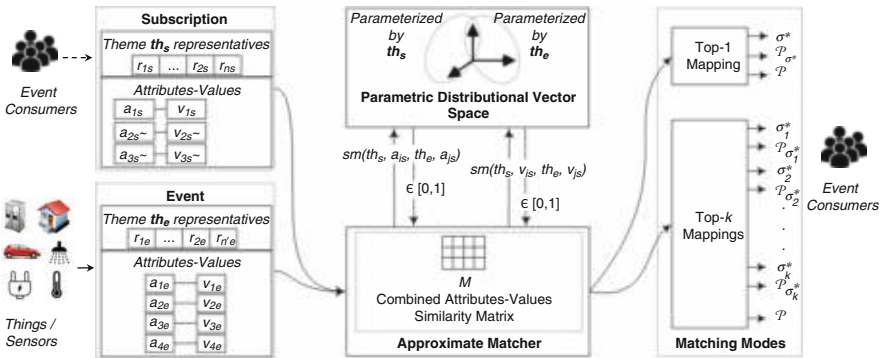 Event
Consumers
Subscription
Theme th_s representatives
r_1s ... r_2s r_ns
Attributes-Values
a_1s v_1s
a_2s~ v_2s~
a_3s~ v_3s~
Things /
Sensors
Event
Theme th_e representatives
r_1e ... r_2e r_n'e
Attributes-Values
a_1e v_1e
a_2e v_2e
a_3e v_3e
a_4e v_4e
Parameterized
by
th_s
Parameterized
by
th_e
Parametric Distributional Vector
Space
sm(th_s, a_is, th_e, a_js)
∈ [0,1]
sm(th_s, v_is, th_e, v_js)
∈ [0,1]
M
Combined Attributes-Values
Similarity Matrix
Approximate Matcher
Top-1
Mapping
σ*
𝒫_σ*
𝒫
Top-k
Mappings
σ*_1
𝒫_σ*_1
σ*_2
𝒫_σ*_2
.
.
.
σ*_k
𝒫_σ*_k
𝒫
Matching Modes
Event
Consumers